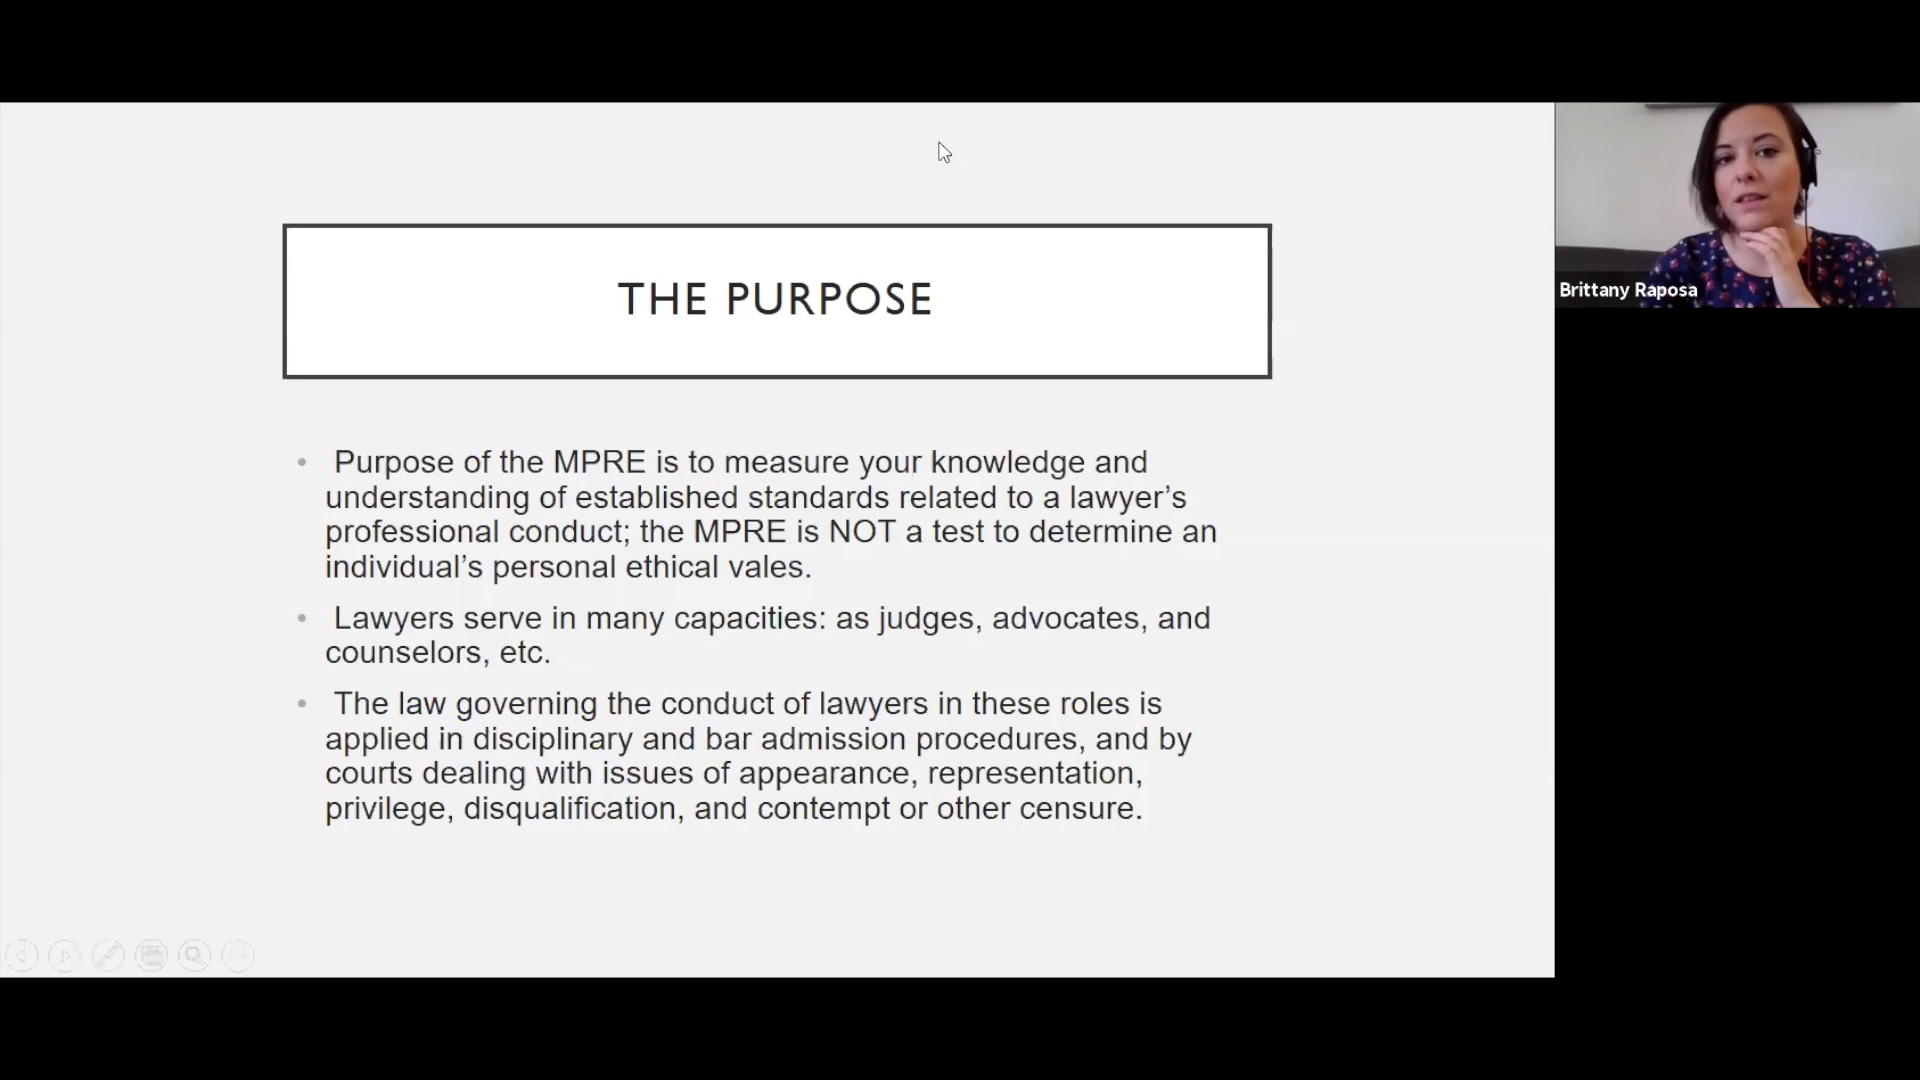 THE PURPOSE
• Purpose of the MPRE is to measure your knowledge and
understanding of established standards related to a lawyer’s
professional conduct; the MPRE is NOT a test to determine an
individual’s personal ethical vales.
• Lawyers serve in many capacities: as judges, advocates, and
counselors, etc.
• The law governing the conduct of lawyers in these roles is
applied in disciplinary and bar admission procedures, and by
courts dealing with issues of appearance, representation,
privilege, disqualification, and contempt or other censure.
Brittany Raposa